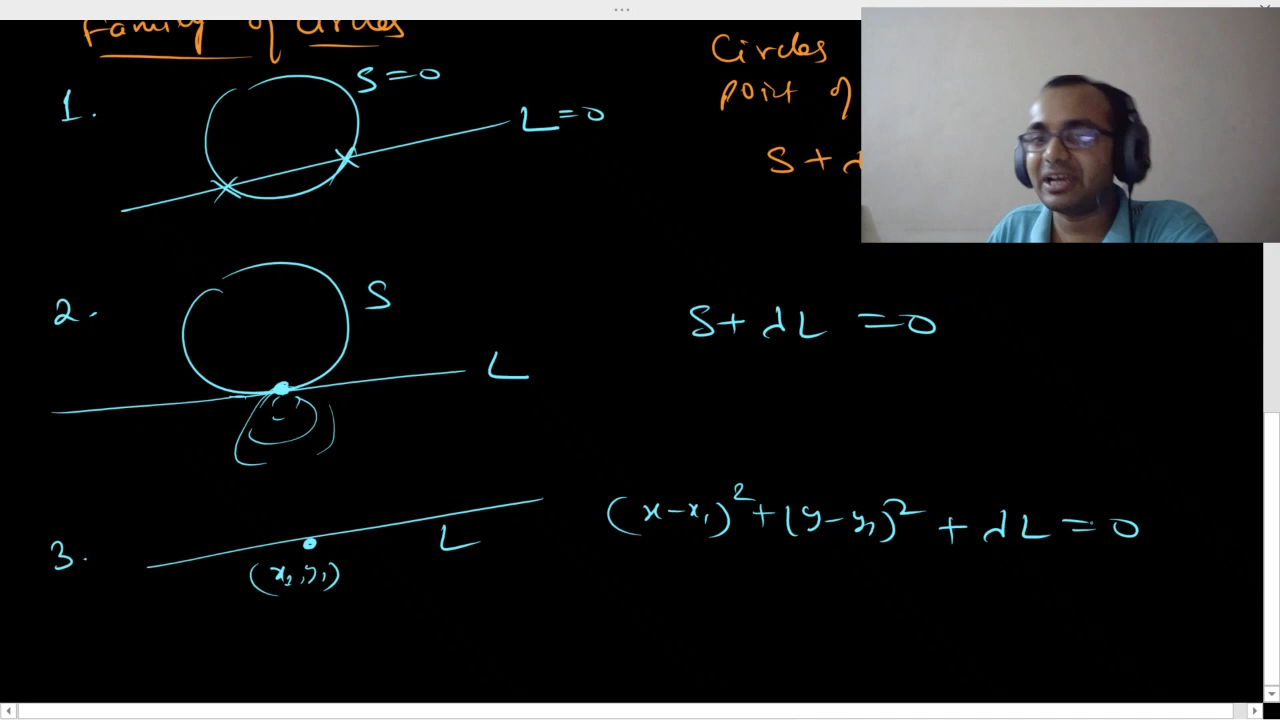 Family of Circles
1.
S=0
L=0
Circles
point of
S + λ
2.
S
L
S + λL = 0
3.
L
(x₁, y₁)
(x-x₁)² + (y-y₁)² + λL = 0